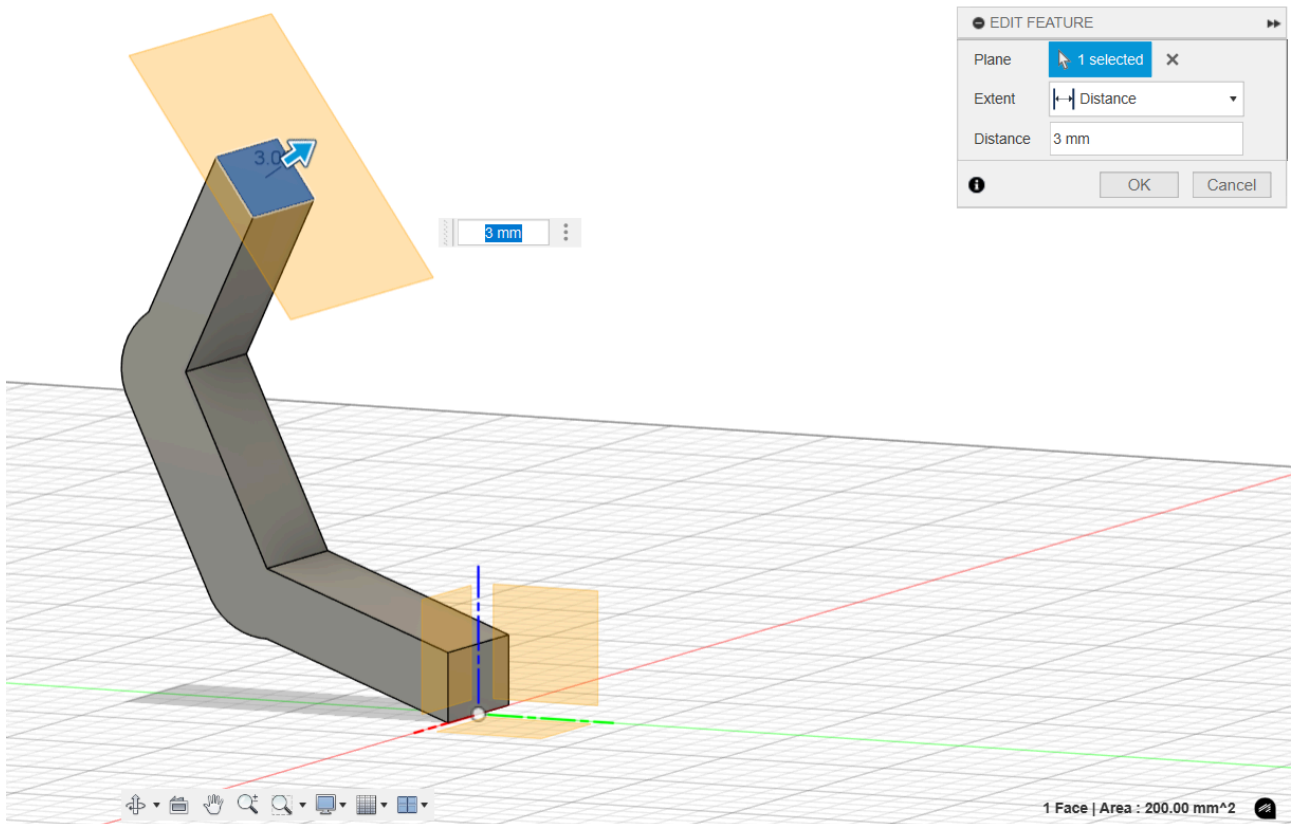 EDIT FEATURE
Plane 1 selected
Extent Distance
Distance 3 mm
OK Cancel
3.0
3 mm
1 Face | Area : 200.00 mm^2